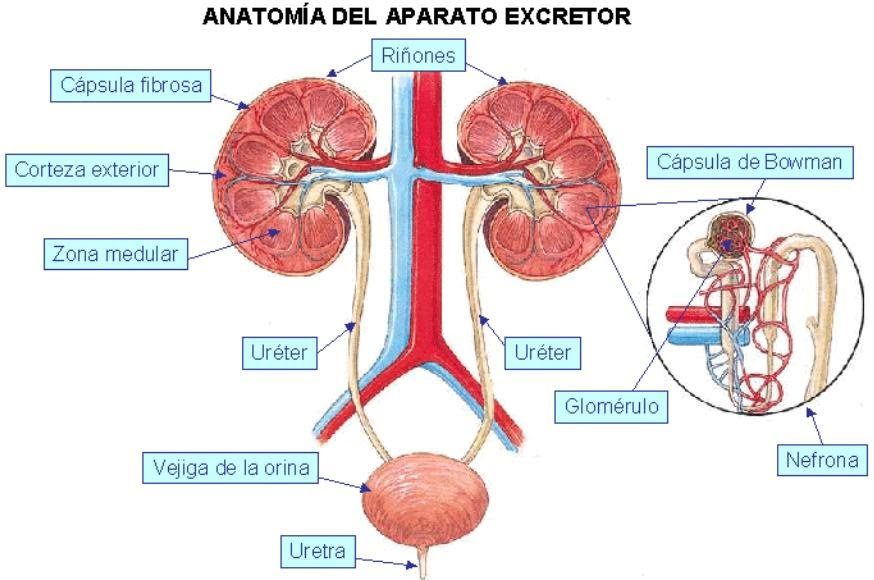 ANATOMÍA DEL APARATO EXCRETOR
Riñones
Cápsula fibrosa
Corteza exterior
Cápsula de Bowman
Zona medular
Uréter
Uréter
Glomérulo
Nefrona
Vejiga de la orina
Uretra